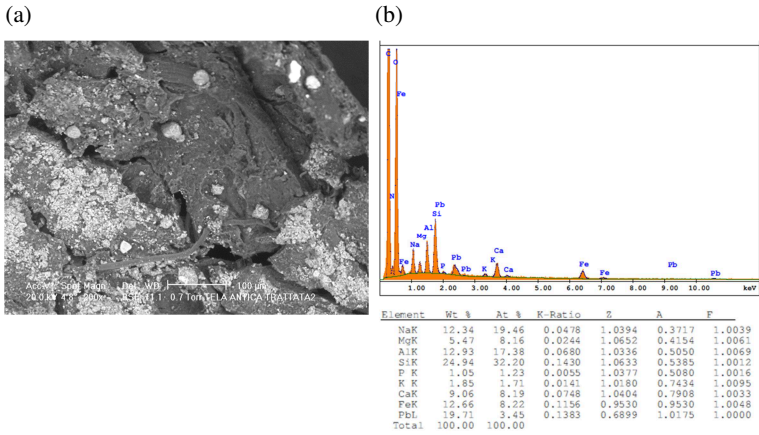 (a)
(b)
Acc.V Spot Magn Det WD 100 µm
20.0 kV 4.8 200x BSE 11.1 0.7 Torr TELA ANTICA TRATTATA2
C
O
Fe
N
Fe
Na
Mg
Al
Si
Pb
P
Pb
Pb
K
K
Ca
Ca
Fe
Fe
Pb
Pb
1.00 2.00 3.00 4.00 5.00 6.00 7.00 8.00 9.00 10.00 keV
Element Wt % At % K-Ratio Z A F
NaK 12.34 19.46 0.0478 1.0394 0.3717 1.0039
MgK 5.47 8.16 0.0244 1.0652 0.4154 1.0061
AlK 12.93 17.38 0.0680 1.0336 0.5050 1.0069
SiK 24.94 32.20 0.1430 1.0633 0.5385 1.0012
P K 1.05 1.23 0.0055 1.0377 0.5080 1.0016
K K 1.85 1.71 0.0141 1.0180 0.7434 1.0095
CaK 9.06 8.19 0.0748 1.0404 0.7908 1.0033
FeK 12.66 8.22 0.1156 0.9530 0.9530 1.0048
PbL 19.71 3.45 0.1383 0.6899 1.0175 1.0000
Total 100.00 100.00